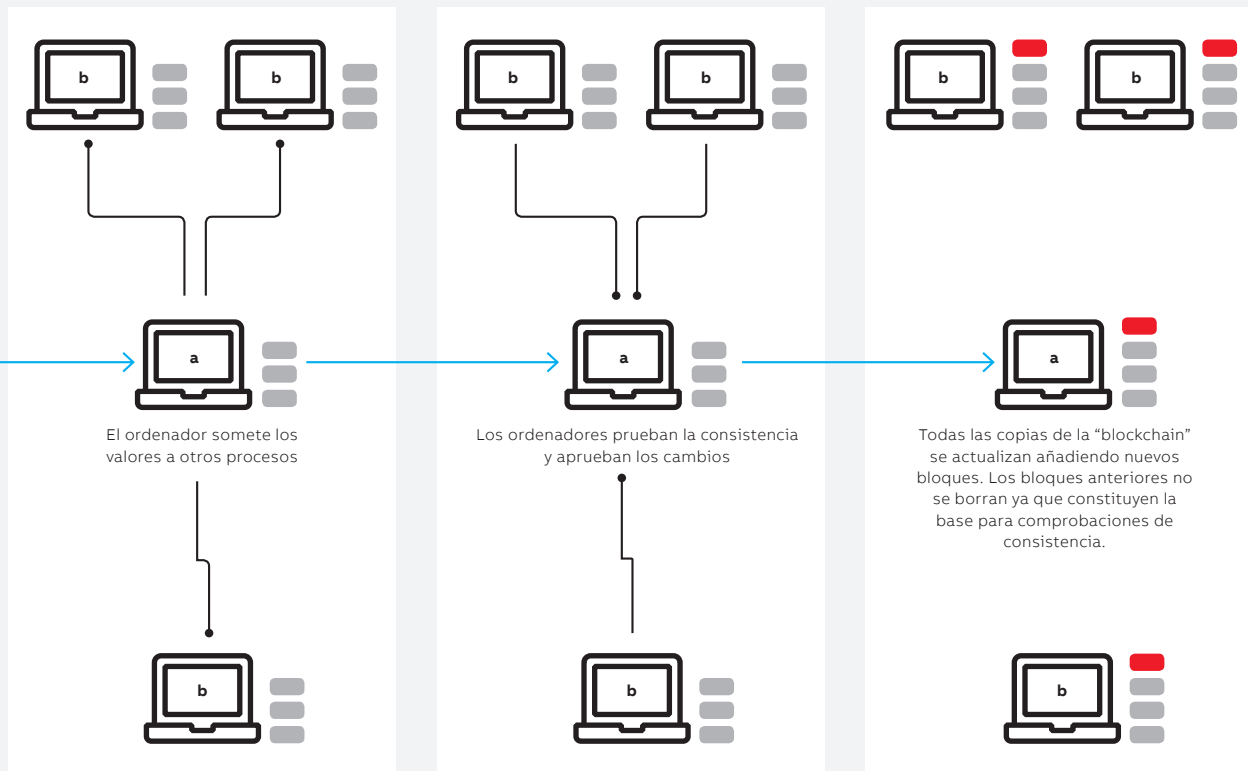 b
b
b
b
b
b
a
a
a
El ordenador somete los
valores a otros procesos
Los ordenadores prueban la consistencia
y aprueban los cambios
Todas las copias de la “blockchain”
se actualizan añadiendo nuevos
bloques. Los bloques anteriores no
se borran ya que constituyen la
base para comprobaciones de
consistencia.
b
b
b